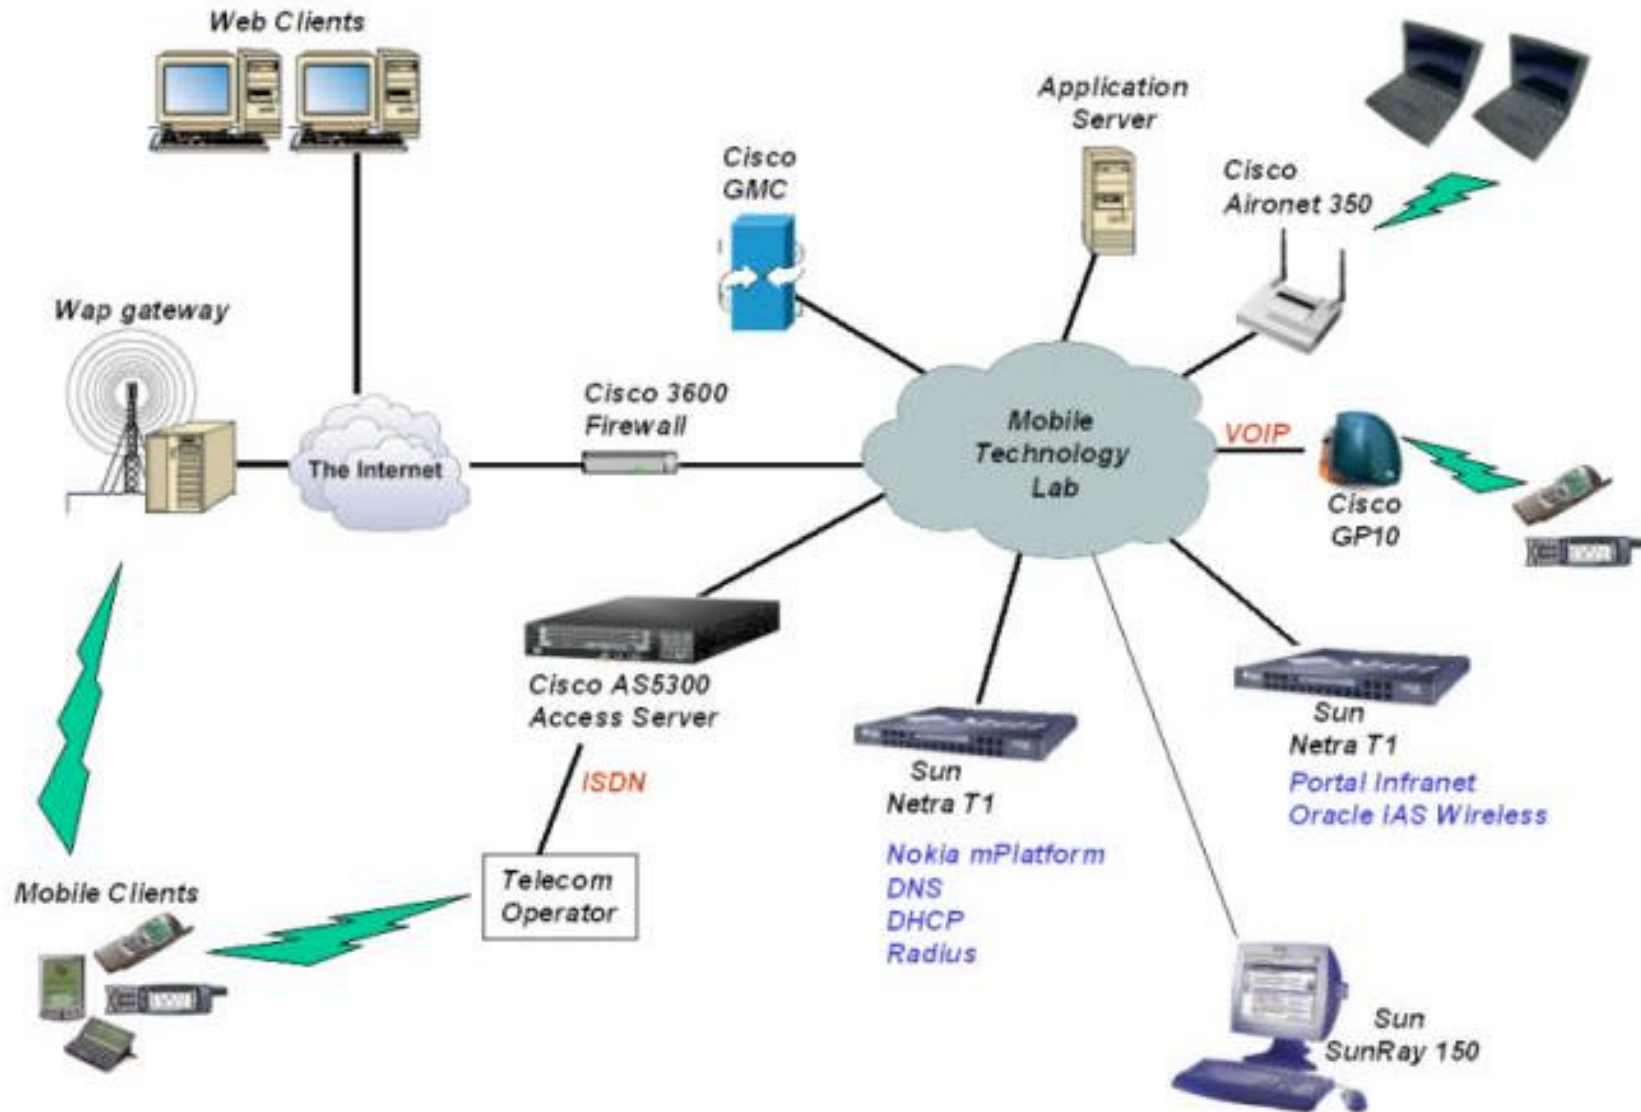 Web Clients
Application
Server
Cisco
GMC
Cisco
Aironet 350
Wap gateway
The Internet
Cisco 3600
Firewall
Mobile
Technology
Lab
VOIP
Cisco
GP10
Cisco AS5300
Access Server
ISDN
Telecom
Operator
Mobile Clients
Sun
Netra T1
Nokia mPlatform
DNS
DHCP
Radius
Sun
Netra T1
Portal Infranet
Oracle iAS Wireless
Sun
SunRay 150